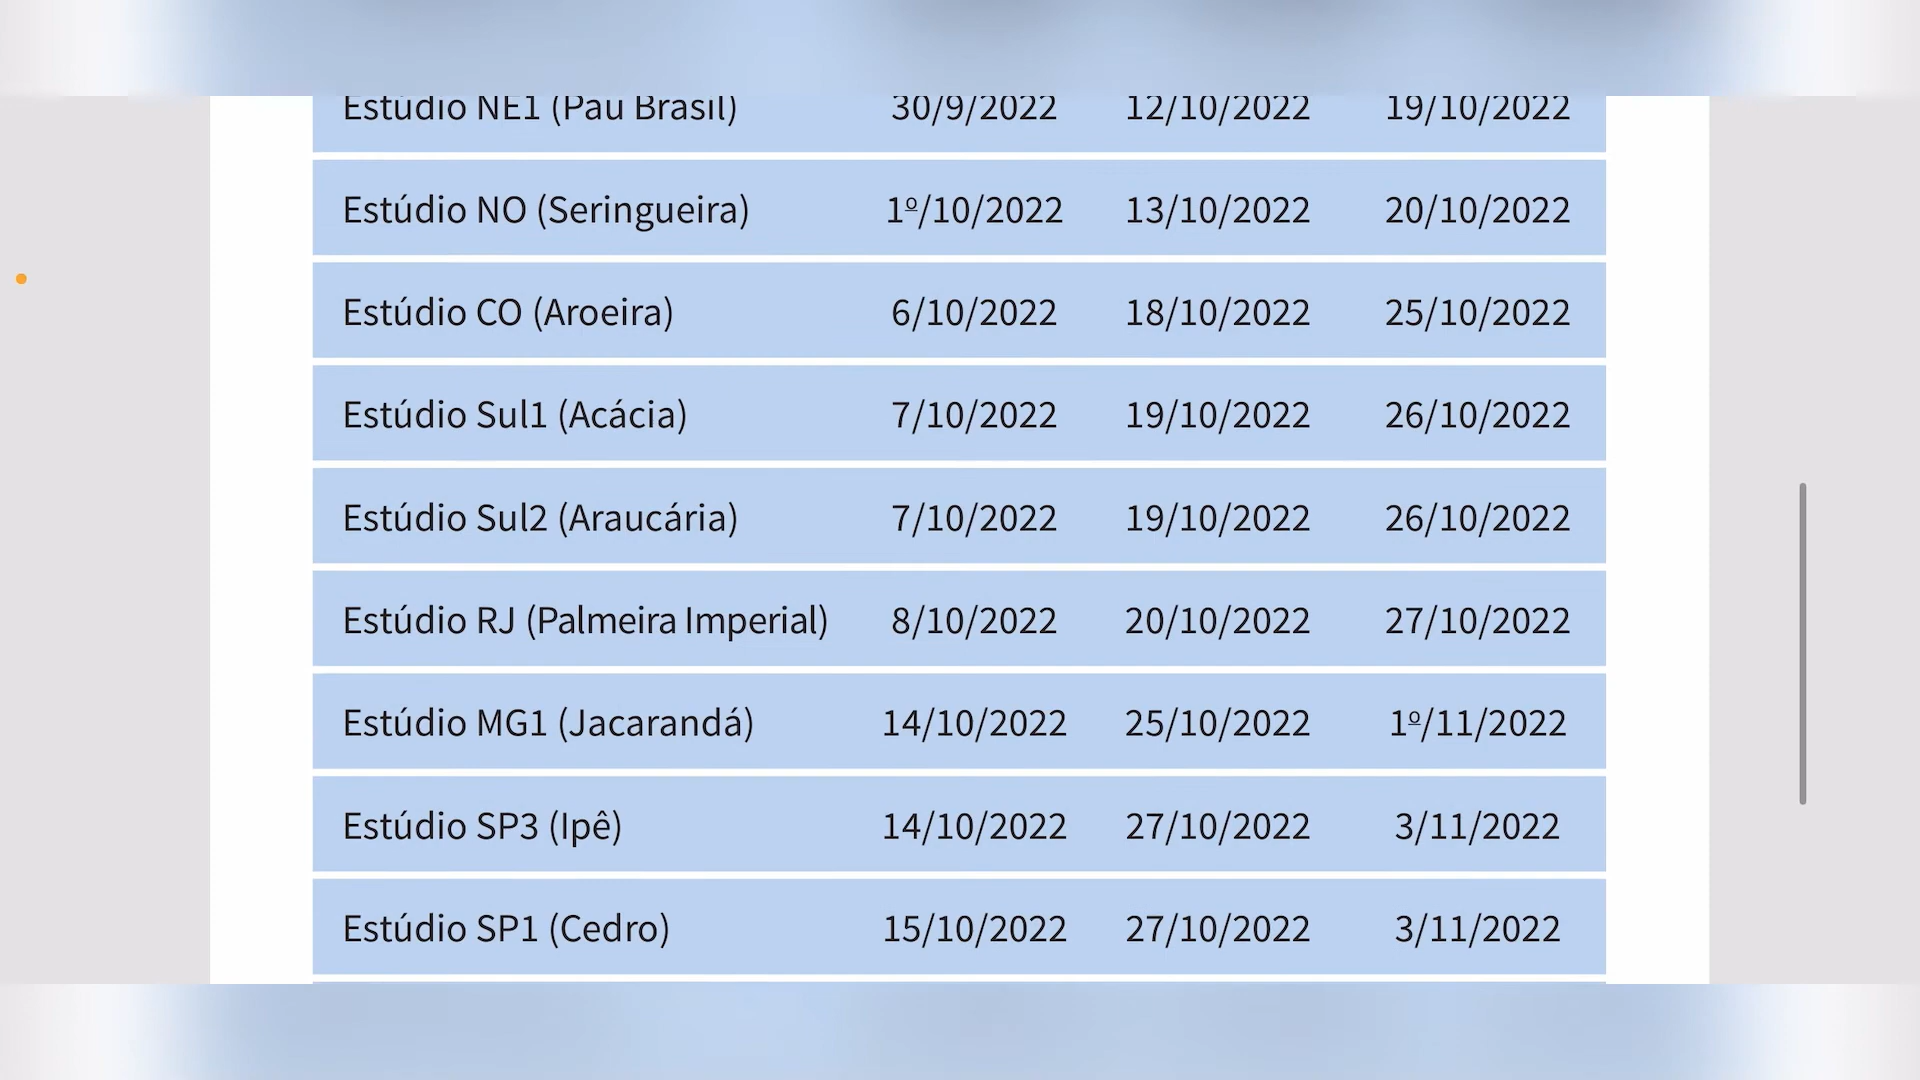 Estúdio NE1 (Pau Brasil) 30/9/2022 12/10/2022 19/10/2022
Estúdio NO (Seringueira) 1º/10/2022 13/10/2022 20/10/2022
Estúdio CO (Aroeira) 6/10/2022 18/10/2022 25/10/2022
Estúdio Sul1 (Acácia) 7/10/2022 19/10/2022 26/10/2022
Estúdio Sul2 (Araucária) 7/10/2022 19/10/2022 26/10/2022
Estúdio RJ (Palmeira Imperial) 8/10/2022 20/10/2022 27/10/2022
Estúdio MG1 (Jacarandá) 14/10/2022 25/10/2022 1º/11/2022
Estúdio SP3 (Ipê) 14/10/2022 27/10/2022 3/11/2022
Estúdio SP1 (Cedro) 15/10/2022 27/10/2022 3/11/2022